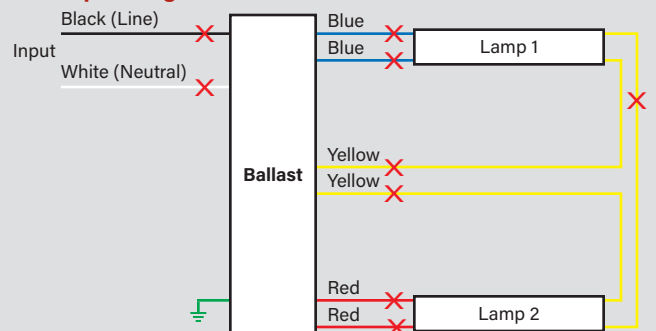 Black (Line)
Input
White (Neutral)
Blue
Blue
Lamp 1
Yellow
Yellow
Ballast
Red
Red
Lamp 2